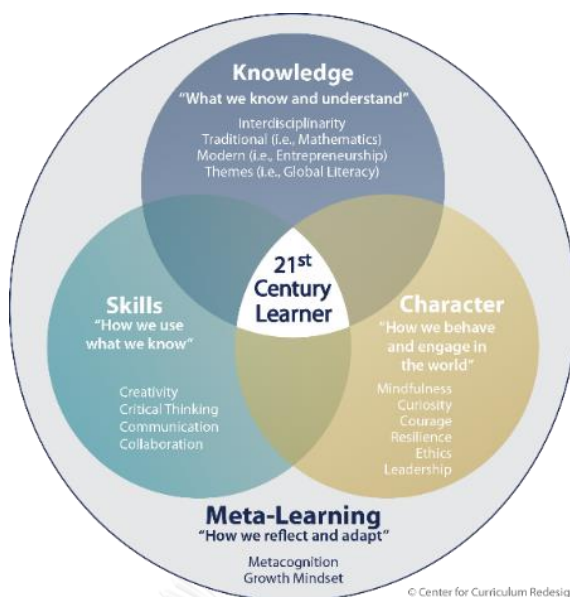 Knowledge
"What we know and understand"
Interdisciplinarity
Traditional (i.e., Mathematics)
Modern (i.e., Entrepreneurship)
Themes (i.e., Global Literacy)
21st
Century
Learner
Skills
"How we use
what we know"
Creativity
Critical Thinking
Communication
Collaboration
Character
"How we behave
and engage in
the world"
Mindfulness
Curiosity
Courage
Resilience
Ethics
Leadership
Meta-Learning
"How we reflect and adapt"
Metacognition
Growth Mindset
© Center for Curriculum Redesig